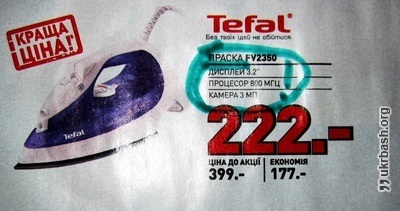 ¡КРАЩА
ЦІНА!
Tefal®
Без твоїх ідей не обійтися.
ПРАСКА FV2350
ДИСПЛЕЙ 3.2"
ПРОЦЕСОР 800 МГЦ
КАМЕРА 3 МП
Tefal
222.-
ЦІНА ДО АКЦІЇ
399.-
ЕКОНОМІЯ
177.-
ukrbash.org